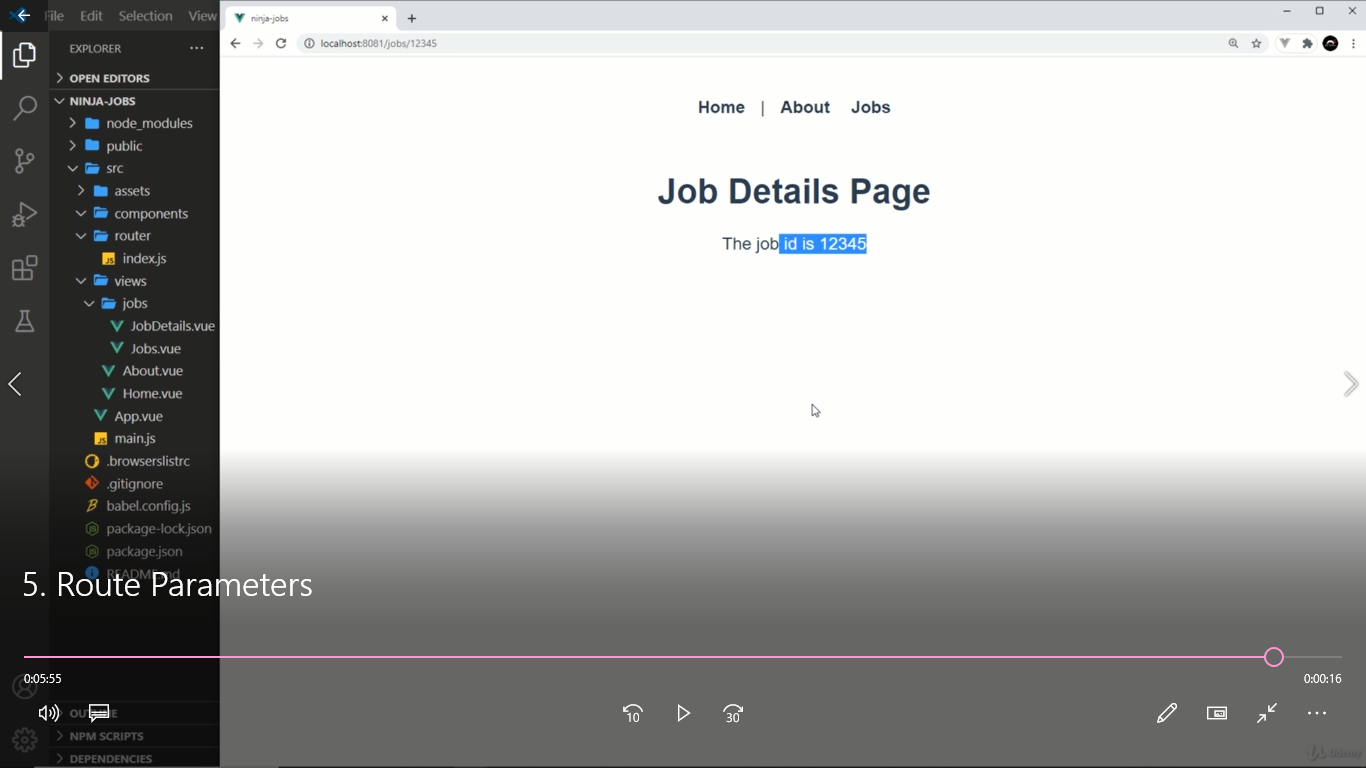 File Edit Selection View
ninja-jobs
localhost:8081/jobs/12345
EXPLORER
OPEN EDITORS
NINJA-JOBS
node_modules
public
src
assets
components
router
index.js
views
jobs
JobDetails.vue
Jobs.vue
About.vue
Home.vue
App.vue
main.js
.browserslistrc
.gitignore
babel.config.js
package-lock.json
package.json
README.md
OUTLINE
NPM SCRIPTS
DEPENDENCIES
Home | About Jobs
Job Details Page
The job id is 12345
5. Route Parameters
0:05:55
0:00:16
10
30
Udemy